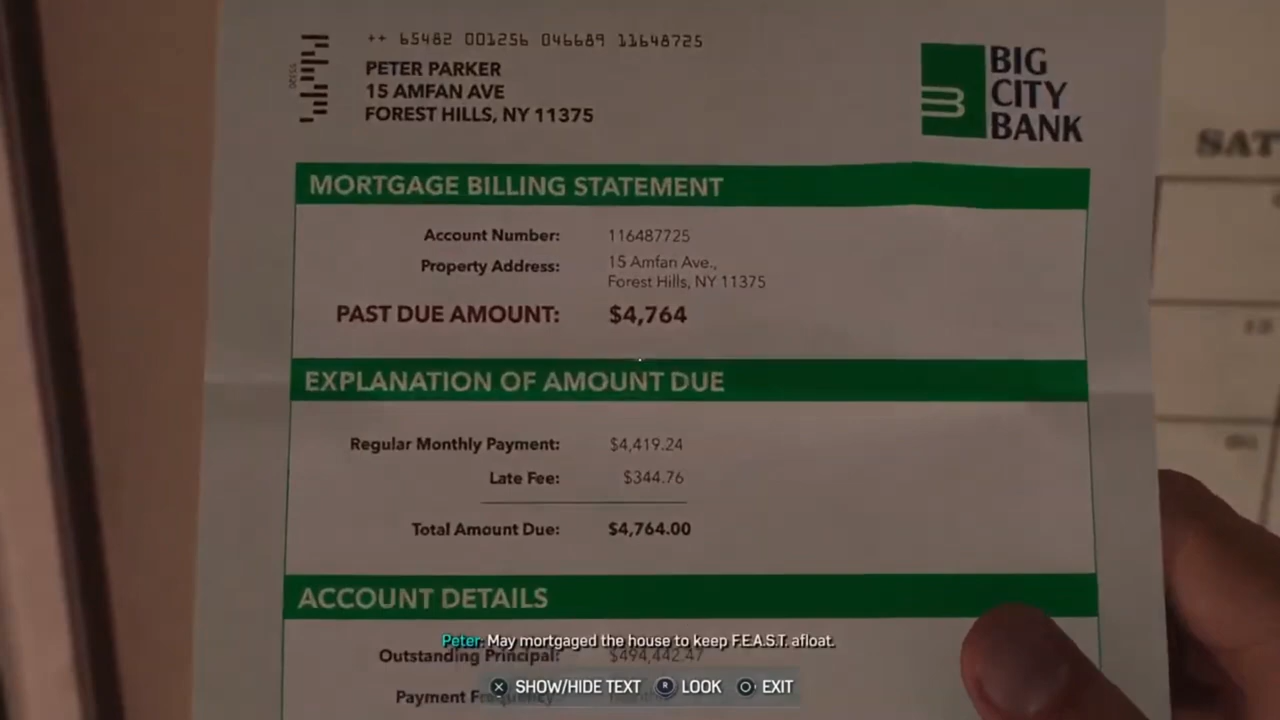 ++ 65482 001256 046689 11648725
PETER PARKER
15 AMFAN AVE
FOREST HILLS, NY 11375
BIG
CITY
BANK
SAT
MORTGAGE BILLING STATEMENT
Account Number: 116487725
Property Address: 15 Amfan Ave.,
Forest Hills, NY 11375
PAST DUE AMOUNT: $4,764
EXPLANATION OF AMOUNT DUE
Regular Monthly Payment: $4,419.24
Late Fee: $344.76
Total Amount Due: $4,764.00
ACCOUNT DETAILS
Peter: May mortgaged the house to keep F.E.A.S.T. afloat.
Outstanding Principal: $494,442.47
SHOW/HIDE TEXT R LOOK EXIT
Payment